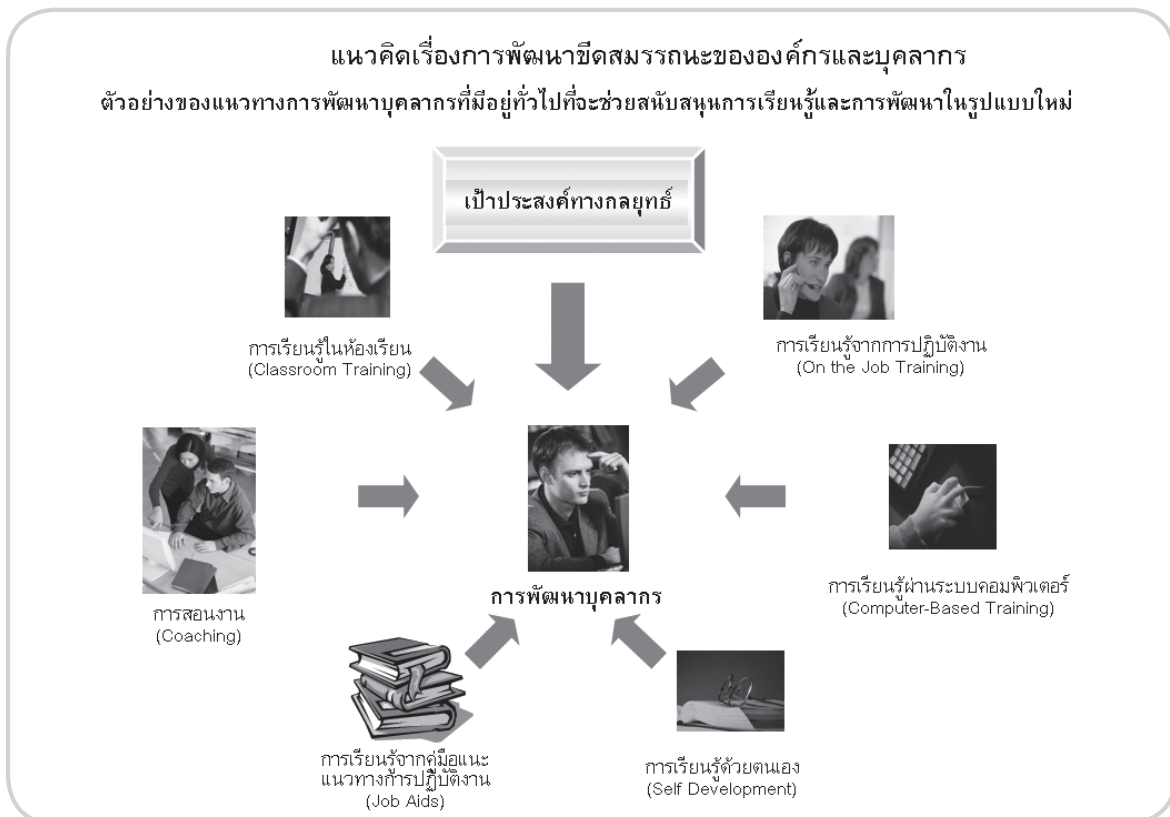 แนวคิดเรื่องการพัฒนาขีดสมรรถนะขององค์กรและบุคลากร
ตัวอย่างของแนวทางการพัฒนาบุคลากรที่มีอยู่ทั่วไปที่จะช่วยสนับสนุนการเรียนรู้และการพัฒนาในรูปแบบใหม่
เป้าประสงค์ทางกลยุทธ์
การเรียนรู้ในห้องเรียน
(Classroom Training)
การเรียนรู้จากการปฏิบัติงาน
(On the Job Training)
การสอนงาน
(Coaching)
การพัฒนาบุคลากร
การเรียนรู้ผ่านระบบคอมพิวเตอร์
(Computer-Based Training)
การเรียนรู้จากคู่มือแนะ
แนวทางการปฏิบัติงาน
(Job Aids)
การเรียนรู้ด้วยตนเอง
(Self Development)